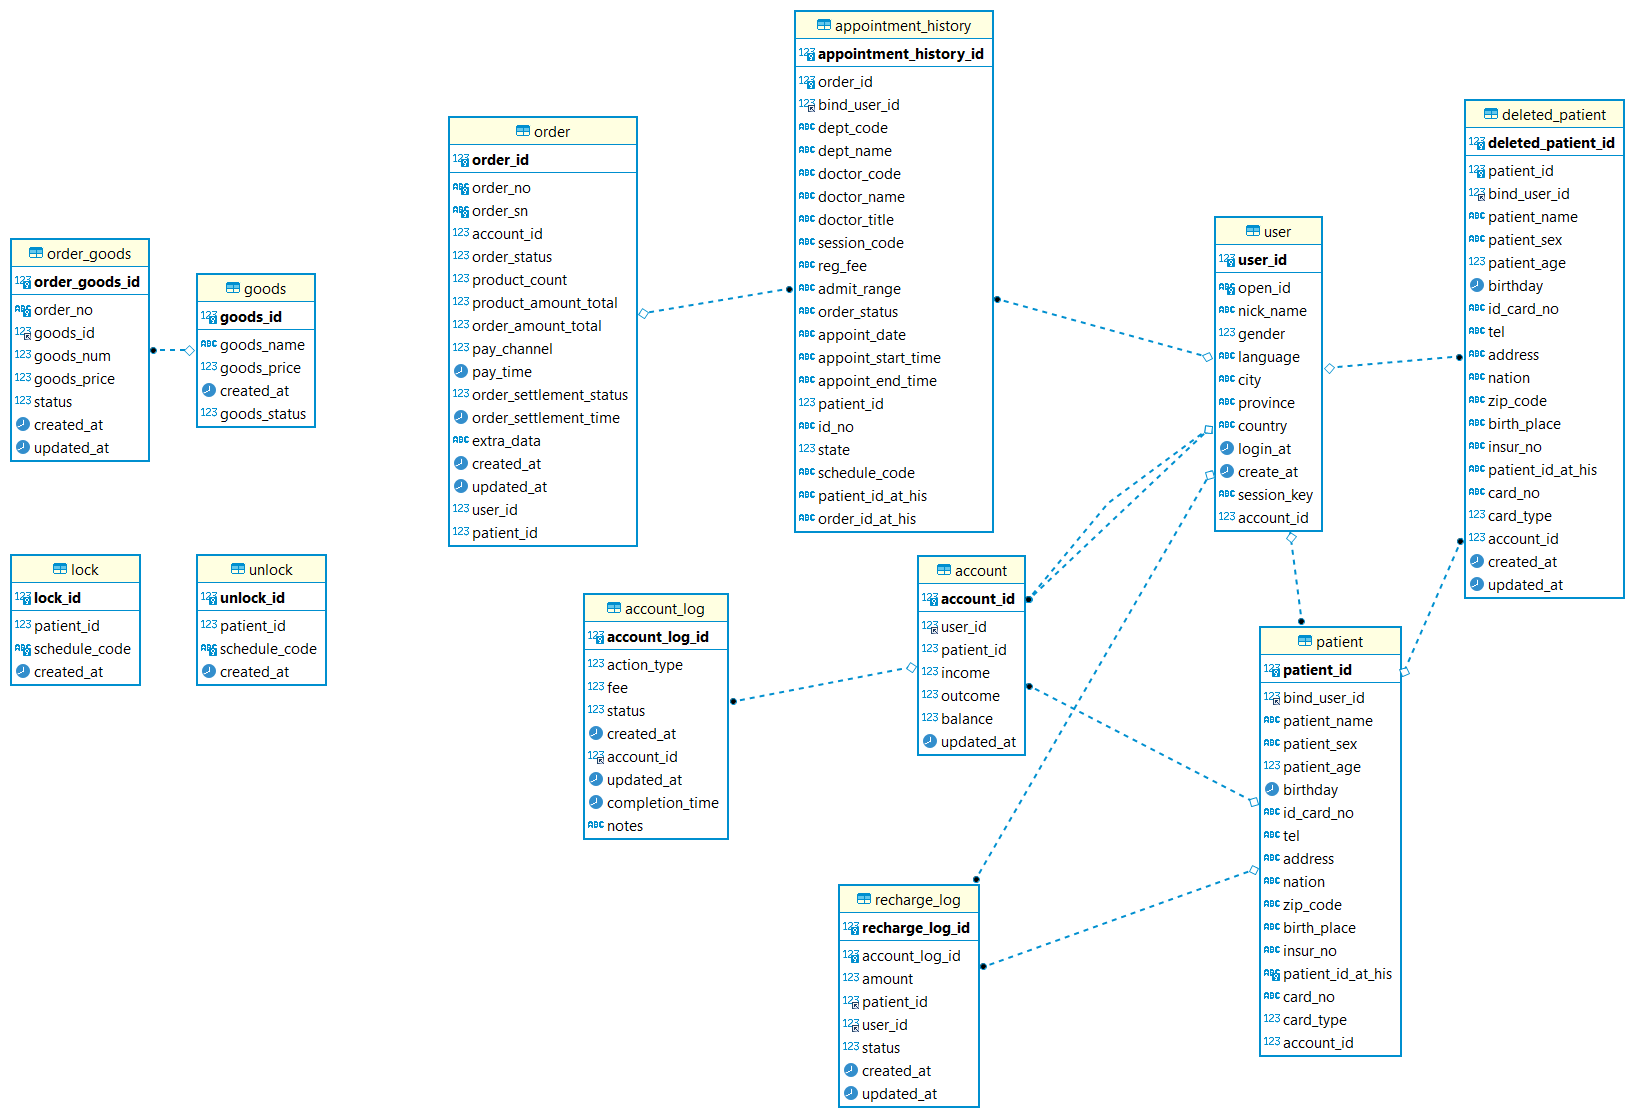 appointment_history
appointment_history_id
order_id
bind_user_id
dept_code
dept_name
doctor_code
doctor_name
doctor_title
session_code
reg_fee
admit_range
order_status
appoint_date
appoint_start_time
appoint_end_time
patient_id
id_no
state
schedule_code
patient_id_at_his
order_id_at_his
deleted_patient
deleted_patient_id
patient_id
bind_user_id
patient_name
patient_sex
patient_age
birthday
id_card_no
tel
address
nation
zip_code
birth_place
insur_no
patient_id_at_his
card_no
card_type
account_id
created_at
updated_at
order
order_id
order_no
order_sn
account_id
order_status
product_count
product_amount_total
order_amount_total
pay_channel
pay_time
order_settlement_status
order_settlement_time
extra_data
created_at
updated_at
user_id
patient_id
user
user_id
open_id
nick_name
gender
language
city
province
country
login_at
create_at
session_key
account_id
order_goods
order_goods_id
order_no
goods_id
goods_num
goods_price
status
created_at
updated_at
goods
goods_id
goods_name
goods_price
created_at
goods_status
lock
lock_id
patient_id
schedule_code
created_at
unlock
unlock_id
patient_id
schedule_code
created_at
account
account_id
user_id
patient_id
income
outcome
balance
updated_at
account_log
account_log_id
action_type
fee
status
created_at
account_id
updated_at
completion_time
notes
patient
patient_id
bind_user_id
patient_name
patient_sex
patient_age
birthday
id_card_no
tel
address
nation
zip_code
birth_place
insur_no
patient_id_at_his
card_no
card_type
account_id
recharge_log
recharge_log_id
account_log_id
amount
patient_id
user_id
status
created_at
updated_at